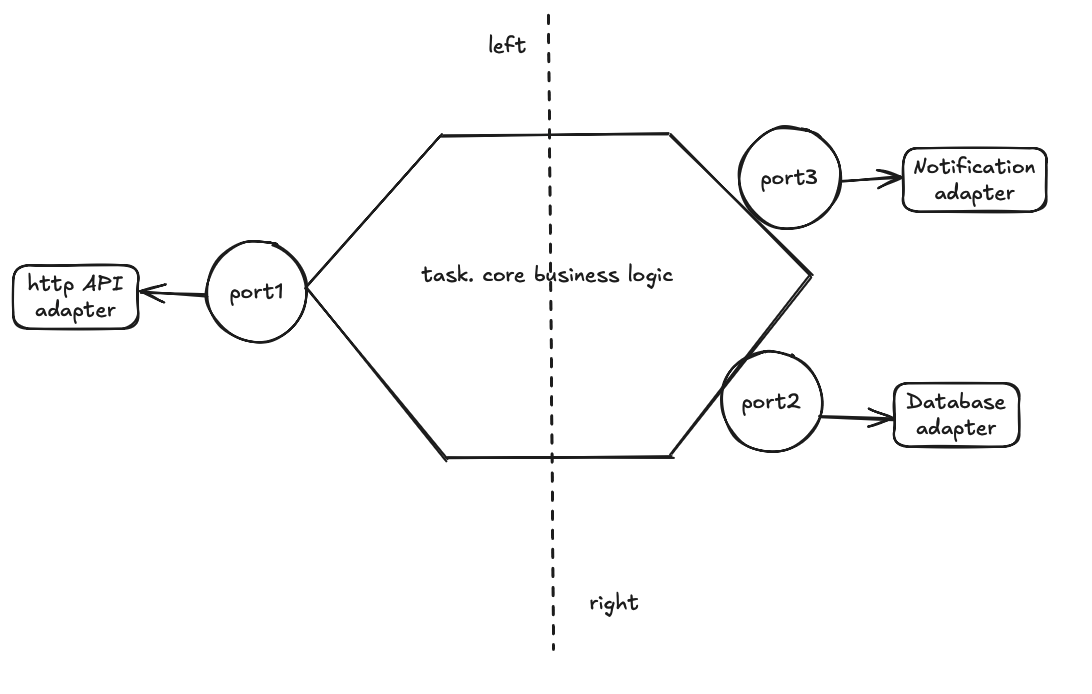 left
Notification
adapter
port3
task. core business logic
http API
adapter
port1
Database
adapter
port2
right